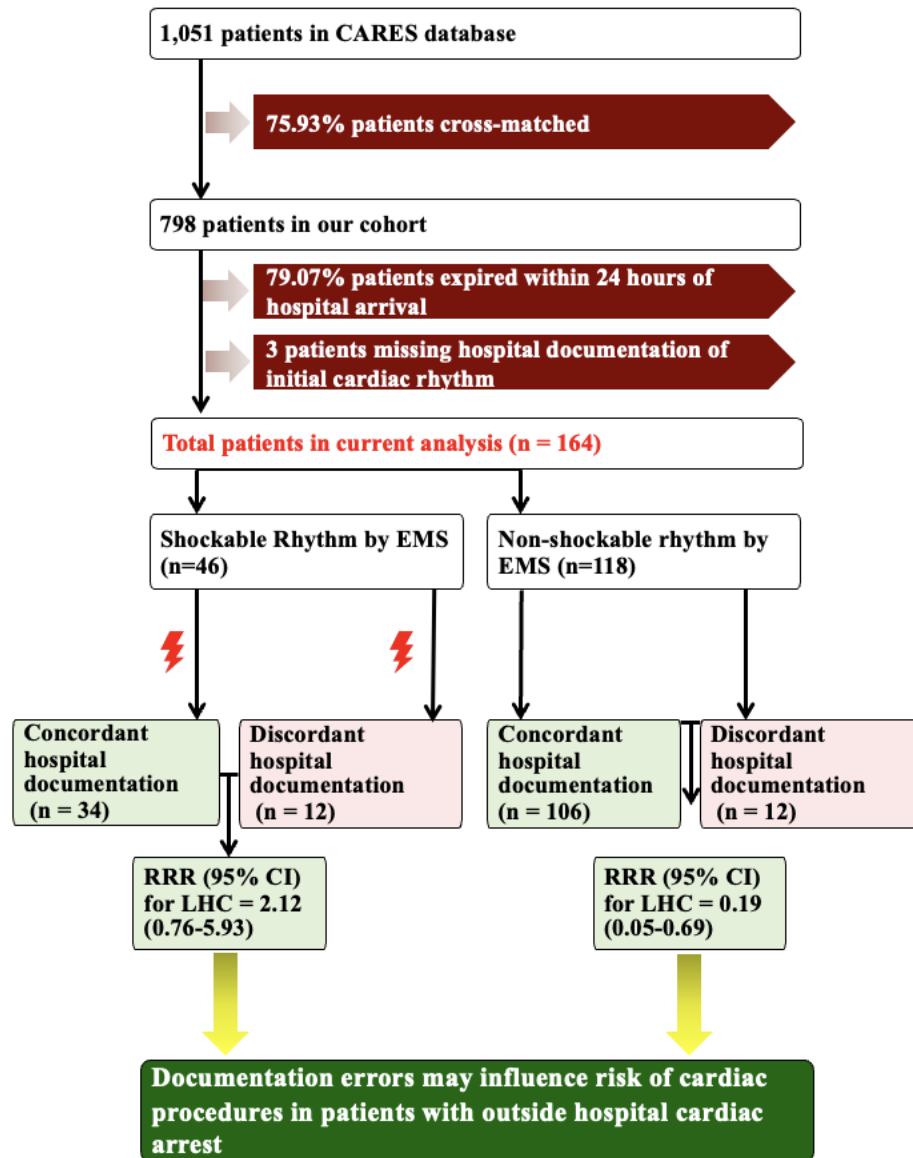 1,051 patients in CARES database
75.93% patients cross-matched
798 patients in our cohort
79.07% patients expired within 24 hours of
hospital arrival
3 patients missing hospital documentation of
initial cardiac rhythm
Total patients in current analysis (n = 164)
Shockable Rhythm by EMS
(n=46)
Non-shockable rhythm by
EMS (n=118)
Concordant
hospital
documentation
(n = 34)
Discordant
hospital
documentation
(n = 12)
Concordant
hospital
documentation
(n = 106)
Discordant
hospital
documentation
(n = 12)
RRR (95% CI)
for LHC = 2.12
(0.76-5.93)
RRR (95% CI)
for LHC = 0.19
(0.05-0.69)
Documentation errors may influence risk of cardiac
procedures in patients with outside hospital cardiac
arrest